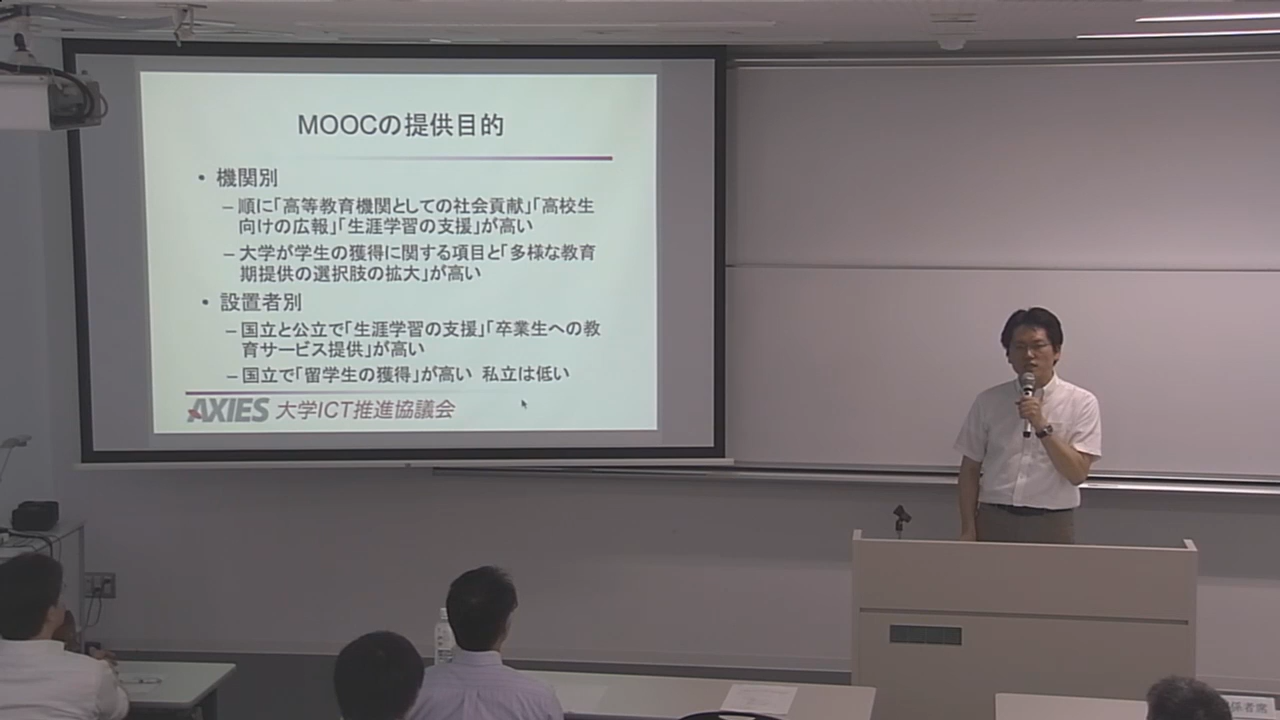 MOOCの提供目的
• 機関別
– 順に「高等教育機関としての社会貢献」「高校生
向けの広報」「生涯学習の支援」が高い
– 大学が学生の獲得に関する項目と「多様な教育
期提供の選択肢の拡大」が高い
• 設置者別
– 国立と公立で「生涯学習の支援」「卒業生への教
育サービス提供」が高い
– 国立で「留学生の獲得」が高い 私立は低い
AXIES 大学ICT推進協議会
係者席